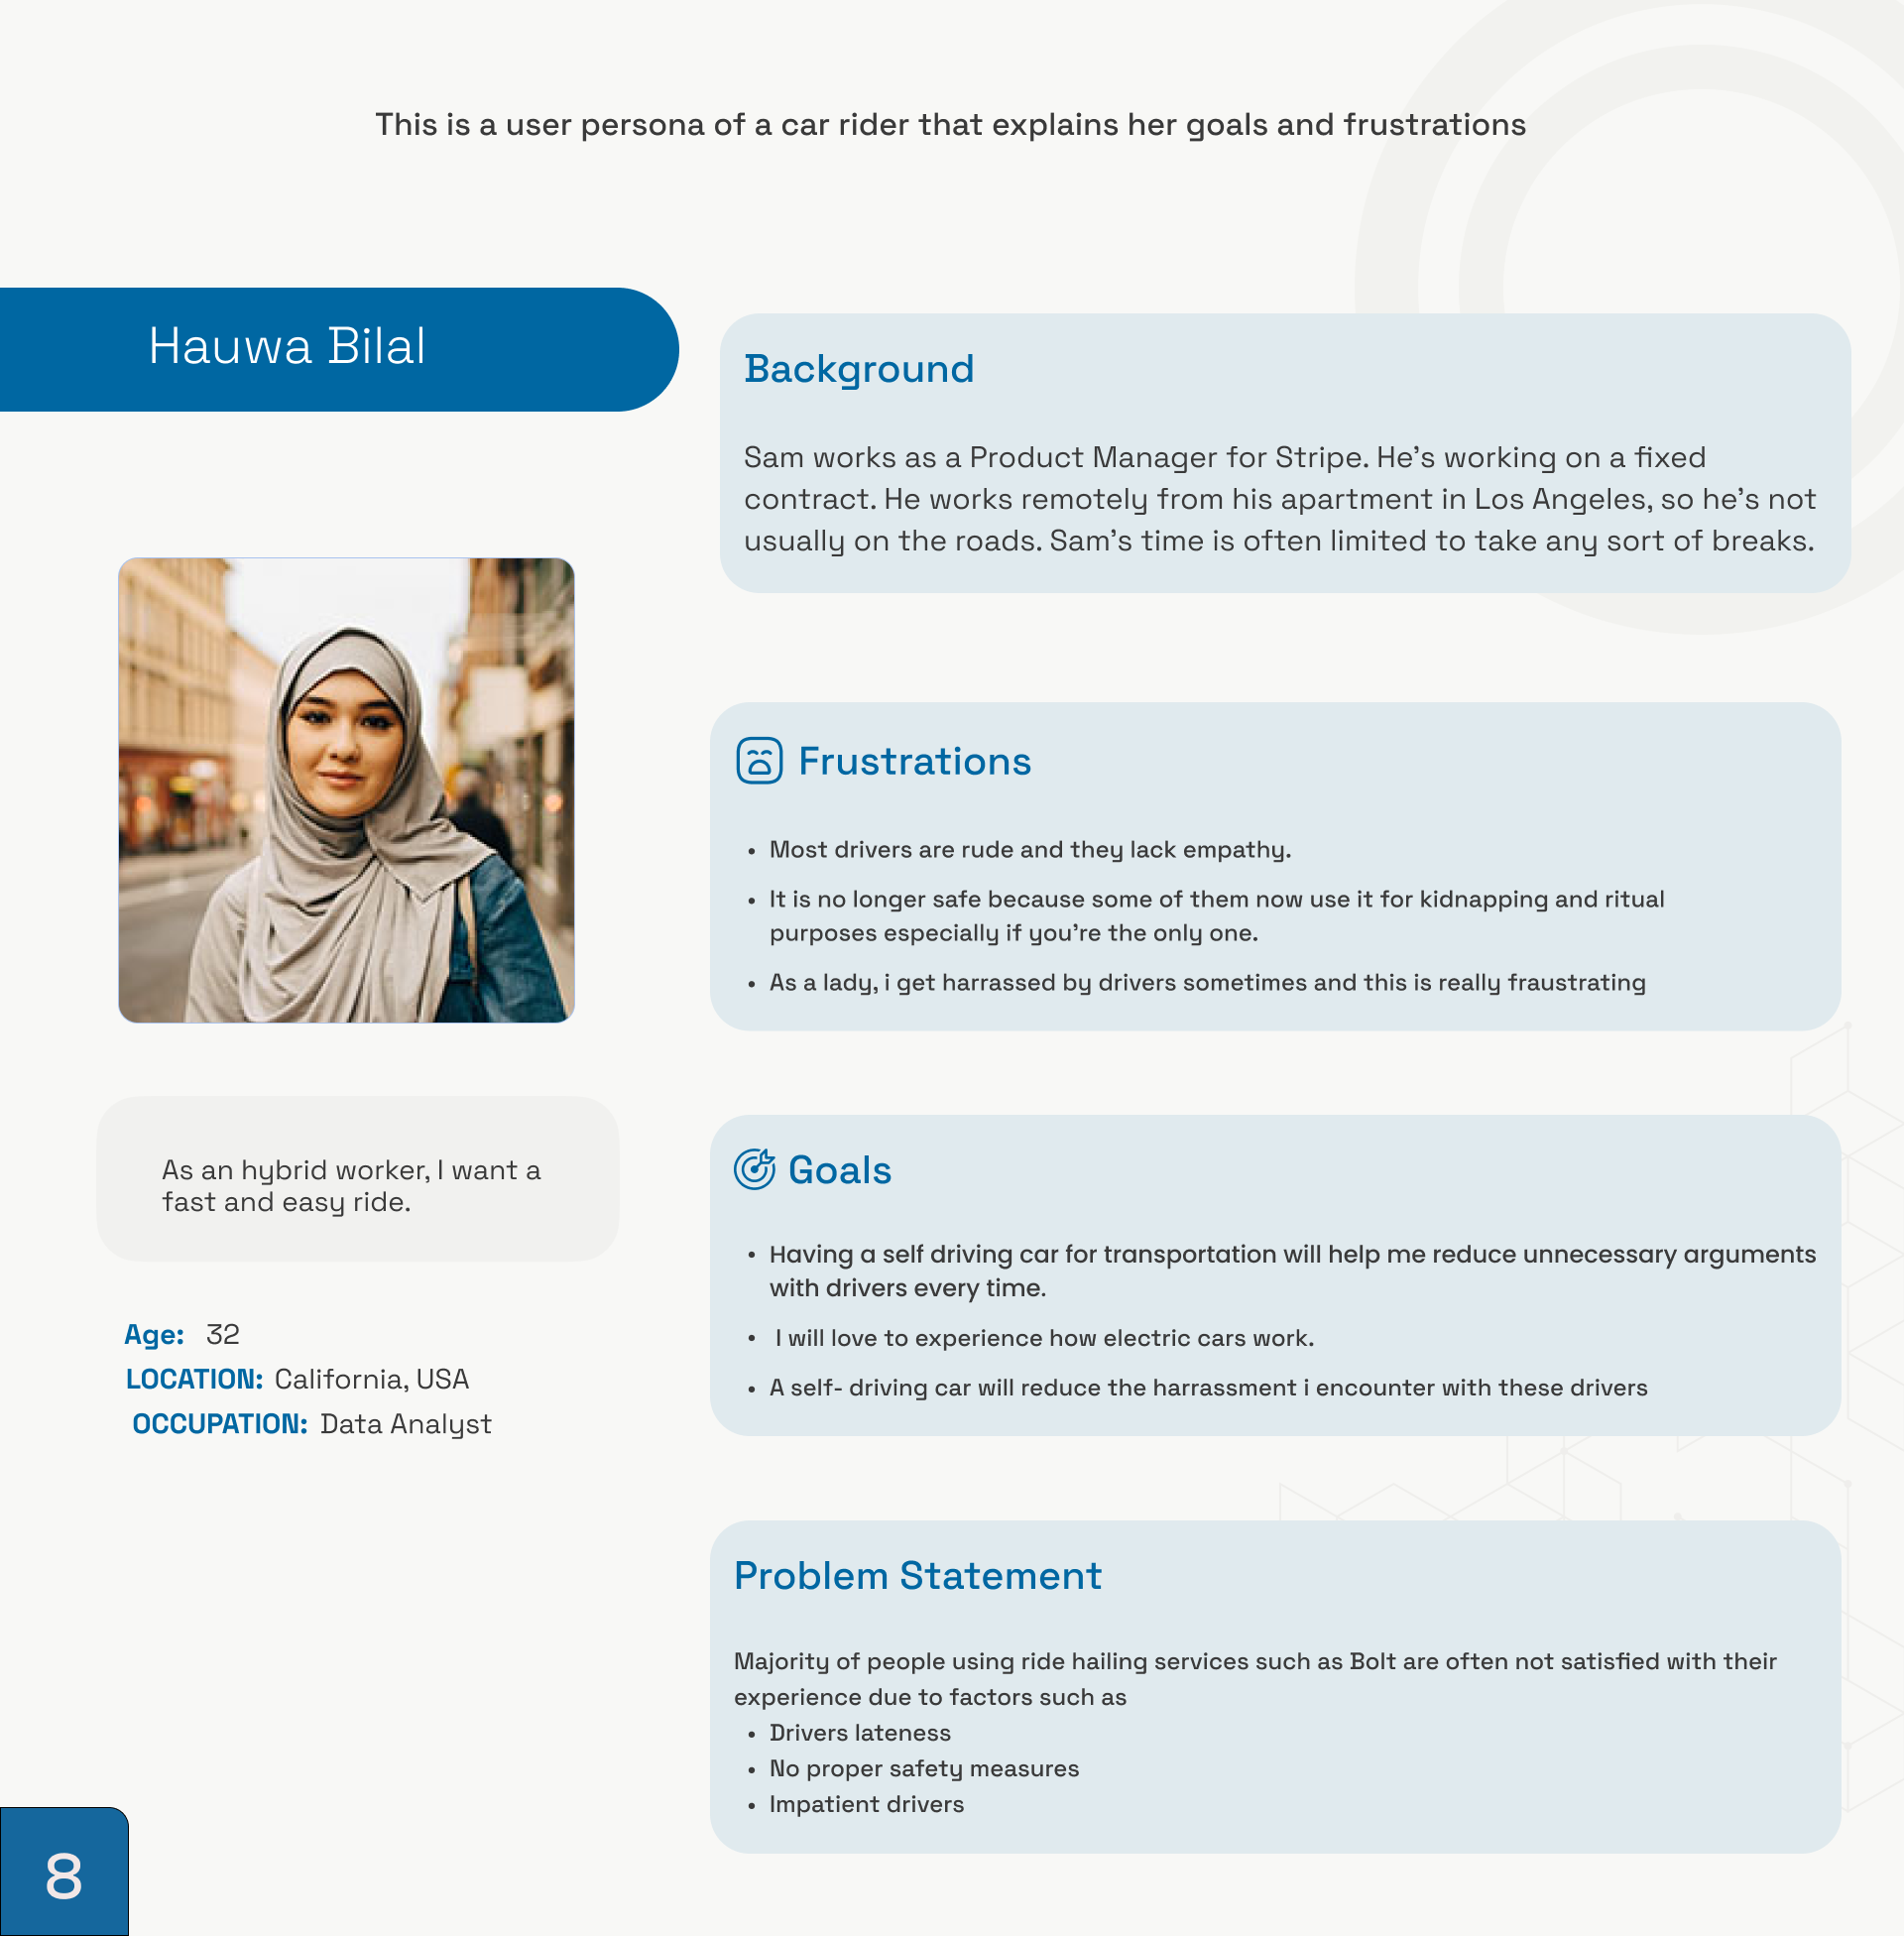 This is a user persona of a car rider that explains her goals and frustrations
Hauwa Bilal
As an hybrid worker, I want a
fast and easy ride.
Age: 32
LOCATION: California, USA
OCCUPATION: Data Analyst
Background
Sam works as a Product Manager for Stripe. He’s working on a fixed
contract. He works remotely from his apartment in Los Angeles, so he’s not
usually on the roads. Sam’s time is often limited to take any sort of breaks.
Frustrations
• Most drivers are rude and they lack empathy.
• It is no longer safe because some of them now use it for kidnapping and ritual
purposes especially if you’re the only one.
• As a lady, i get harrassed by drivers sometimes and this is really fraustrating
Goals
• Having a self driving car for transportation will help me reduce unnecessary arguments
with drivers every time.
• I will love to experience how electric cars work.
• A self- driving car will reduce the harrassment i encounter with these drivers
Problem Statement
Majority of people using ride hailing services such as Bolt are often not satisfied with their
experience due to factors such as
• Drivers lateness
• No proper safety measures
• Impatient drivers
8